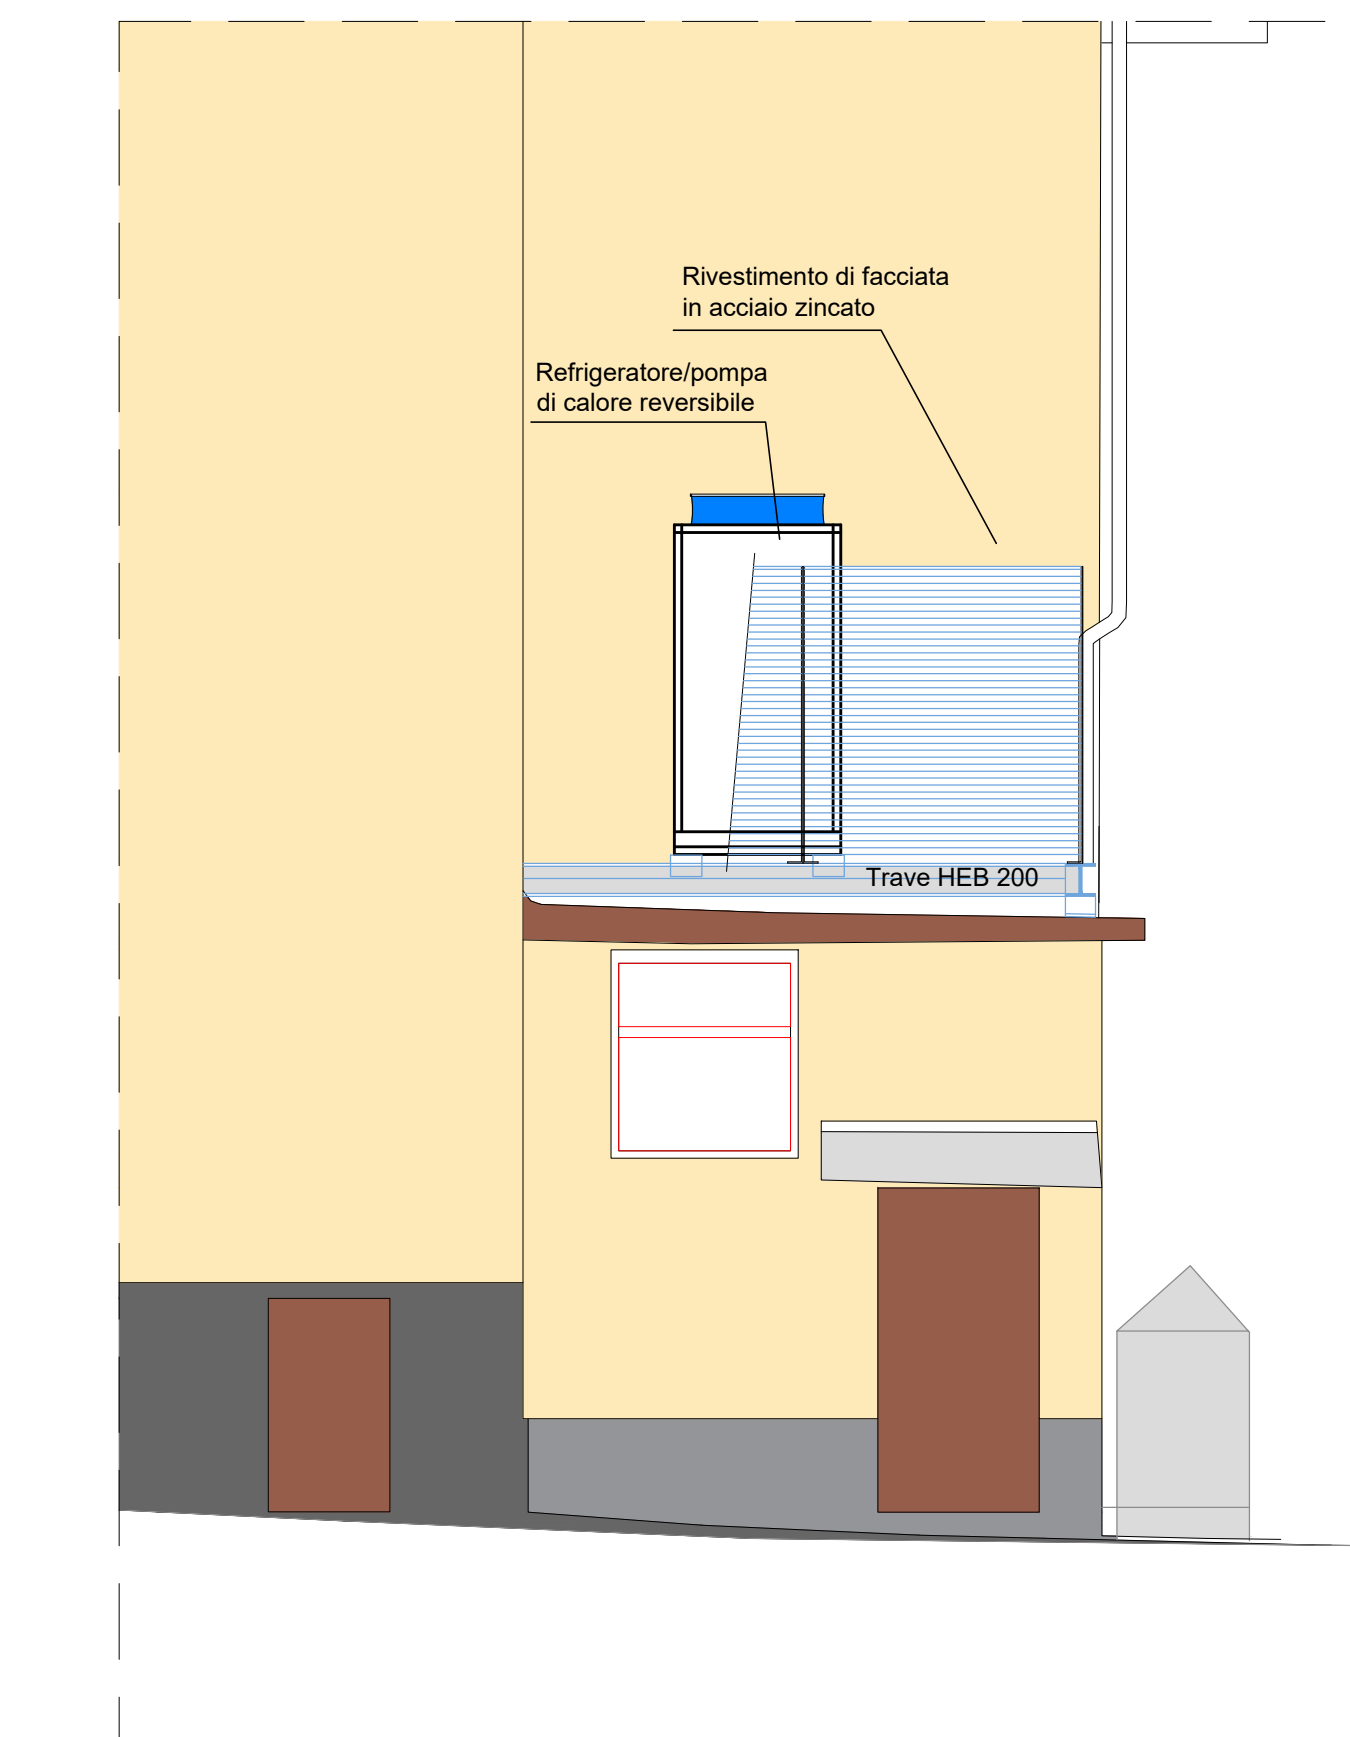 Rivestimento di facciata
in acciaio zincato
Refrigeratore/pompa
di calore reversibile
Trave HEB 200